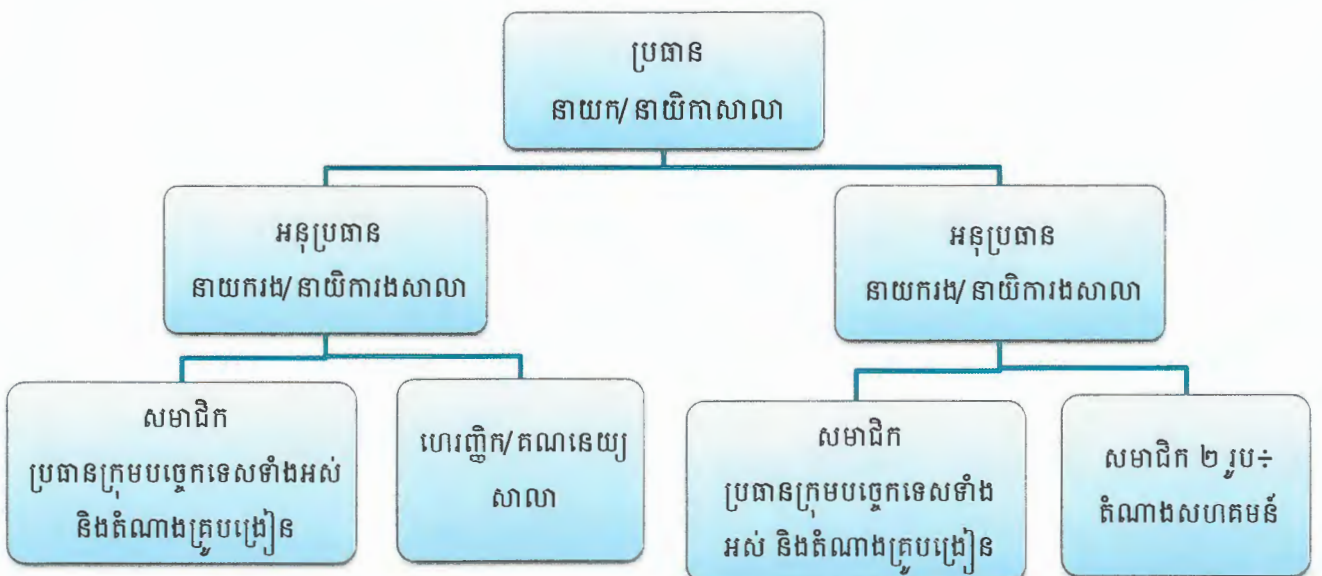 ប្រធាន
នាយក/នាយិកាសាលា
អនុប្រធាន
នាយករង/នាយិការងសាលា
អនុប្រធាន
នាយករង/នាយិការងសាលា
សមាជិក
ប្រធានក្រុមបច្ចេកទេសទាំងអស់
និងតំណាងគ្រូបង្រៀន
ហេរញ្ញិក/គណនេយ្យ
សាលា
សមាជិក
ប្រធានក្រុមបច្ចេកទេសទាំង
អស់ និងតំណាងគ្រូបង្រៀន
សមាជិក ២ រូប÷
តំណាងសហគមន៍